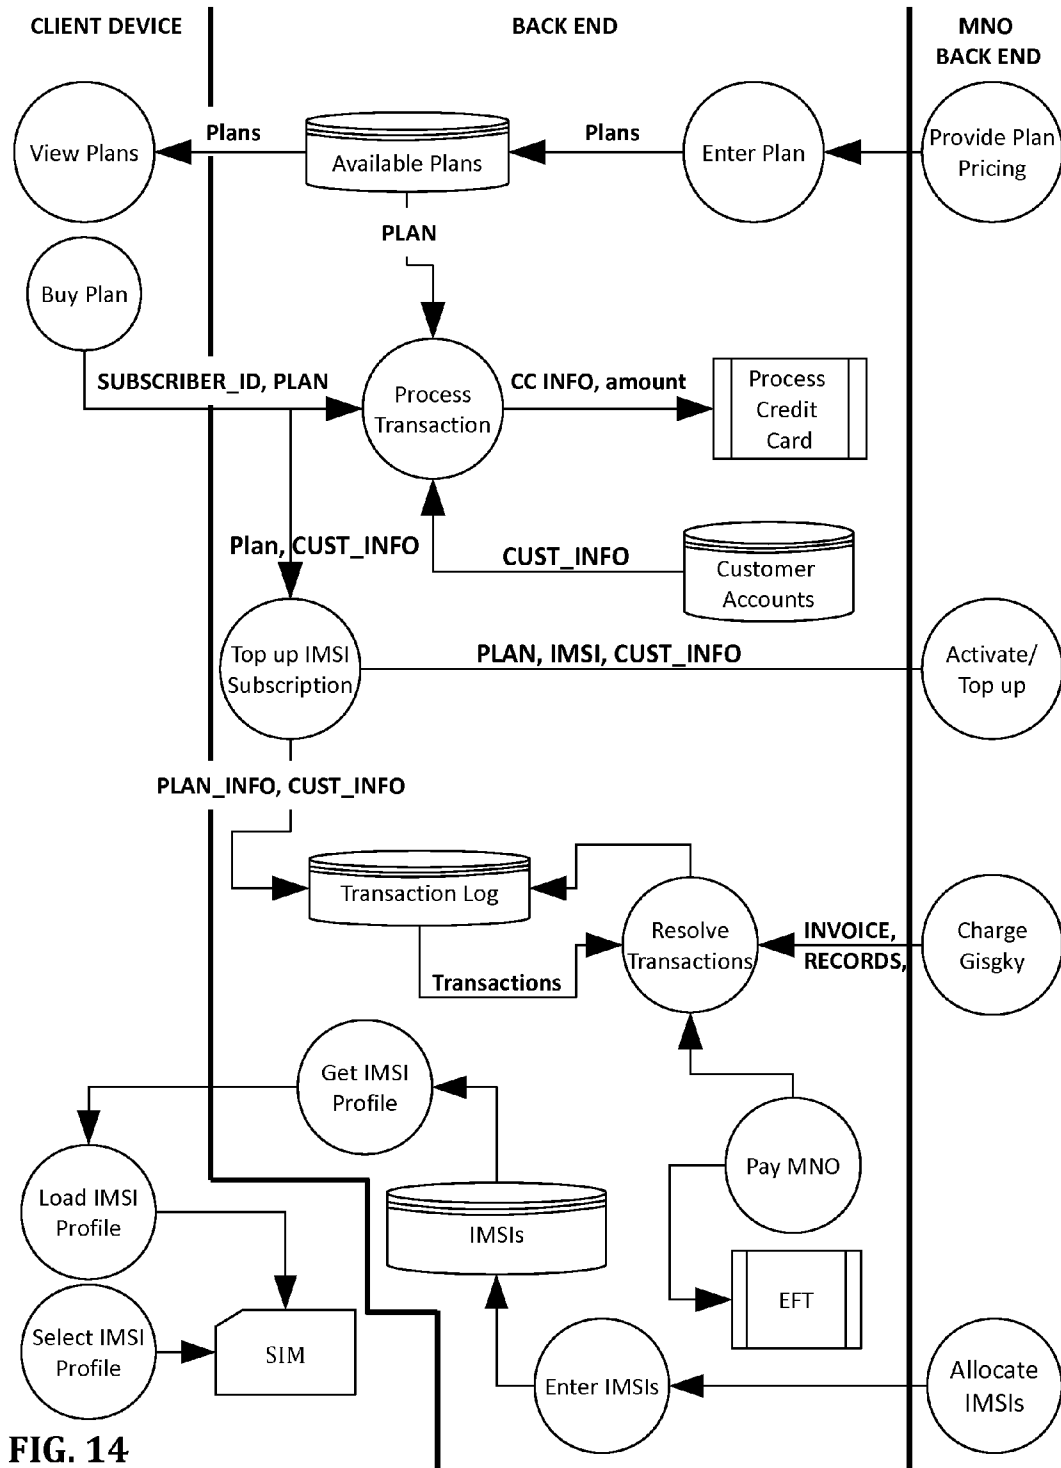 CLIENT DEVICE
BACK END
MNO
BACK END
View Plans
Plans
Available Plans
Plans
Enter Plan
Provide Plan
Pricing
PLAN
Buy Plan
SUBSCRIBER_ID, PLAN
Process
Transaction
CC INFO, amount
Process
Credit
Card
Plan, CUST_INFO
CUST_INFO
Customer
Accounts
Top up IMSI
Subscription
PLAN, IMSI, CUST_INFO
Activate/
Top up
PLAN_INFO, CUST_INFO
Transaction Log
Transactions
Resolve
Transactions
INVOICE,
RECORDS,
Charge
Gisgky
Get IMSI
Profile
Load IMSI
Profile
IMSIs
Pay MNO
EFT
Select IMSI
Profile
SIM
Enter IMSIs
Allocate
IMSIs
FIG. 14